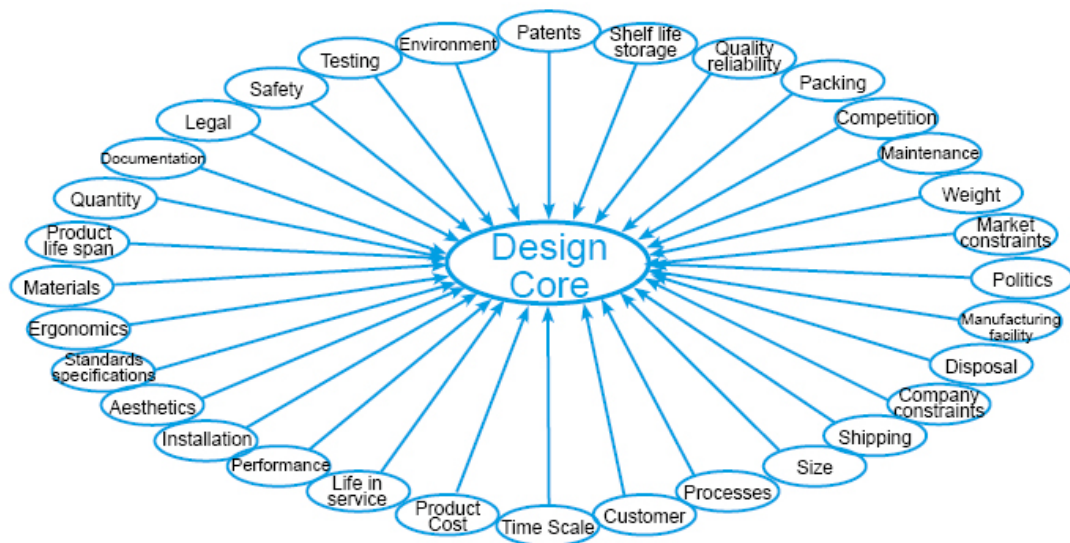 Patents
Shelf life
storage
Quality
reliability
Packing
Competition
Maintenance
Weight
Market
constraints
Politics
Manufacturing
facility
Disposal
Company
constraints
Shipping
Size
Processes
Customer
Time Scale
Product
Cost
Life in
service
Performance
Installation
Aesthetics
Standards
specifications
Ergonomics
Materials
Product
life span
Quantity
Documentation
Legal
Safety
Testing
Environment
Design
Core